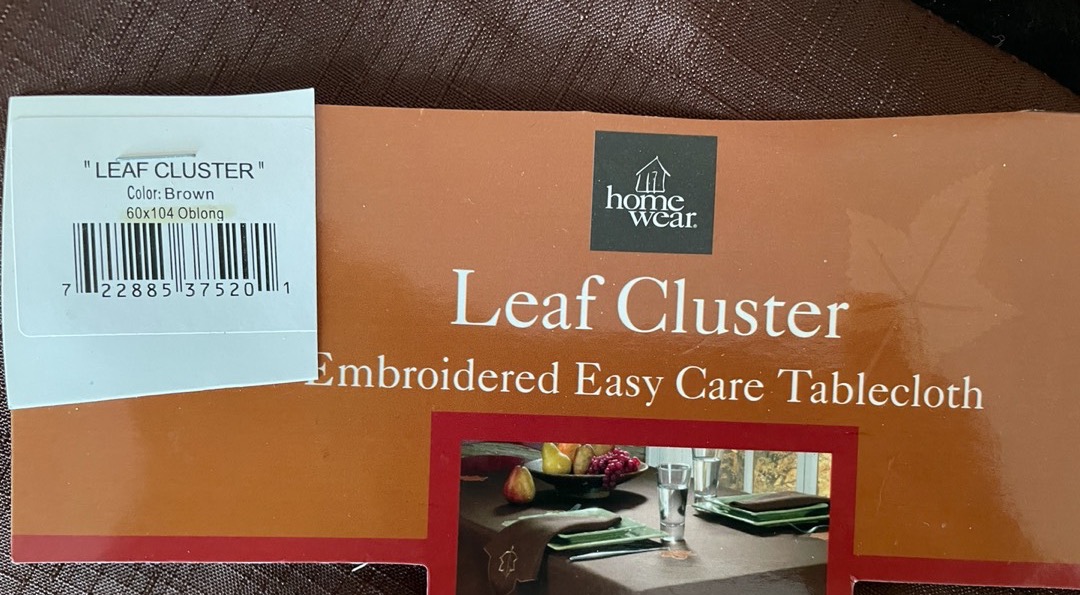 " LEAF CLUSTER "
Color: Brown
60x104 Oblong
7 22885 37520 1
home
wear®
Leaf Cluster
Embroidered Easy Care Tablecloth